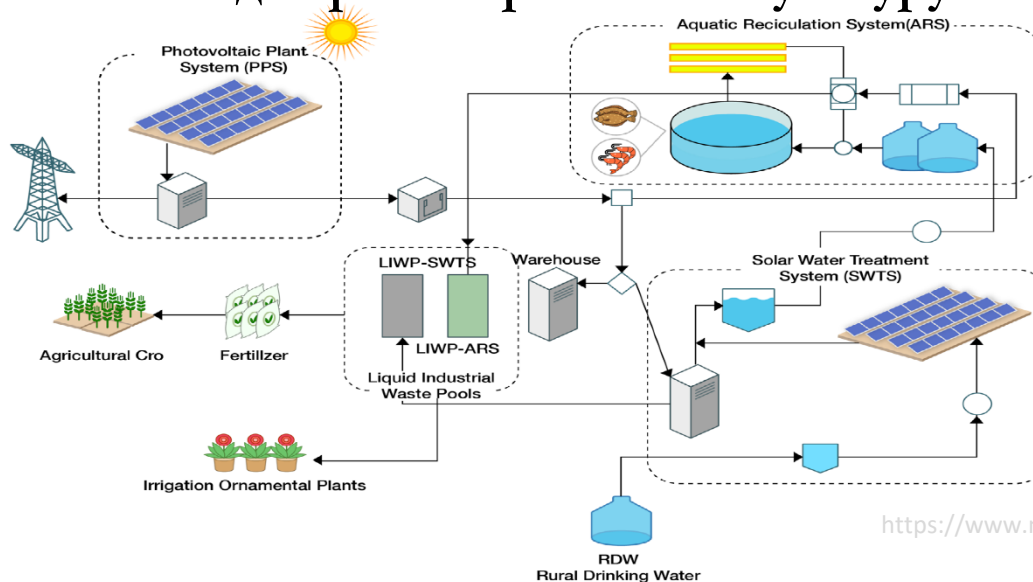 Aquatic Reciculation System(ARS)
Photovoltaic Plant
System (PPS)
LIWP-SWTS
Warehouse
Solar Water Treatment
System (SWTS)
Agricultural Cro
Fertillzer
LIWP-ARS
Liquid Industrial
Waste Pools
Irrigation Ornamental Plants
https://www.
RDW
Rural Drinking Water